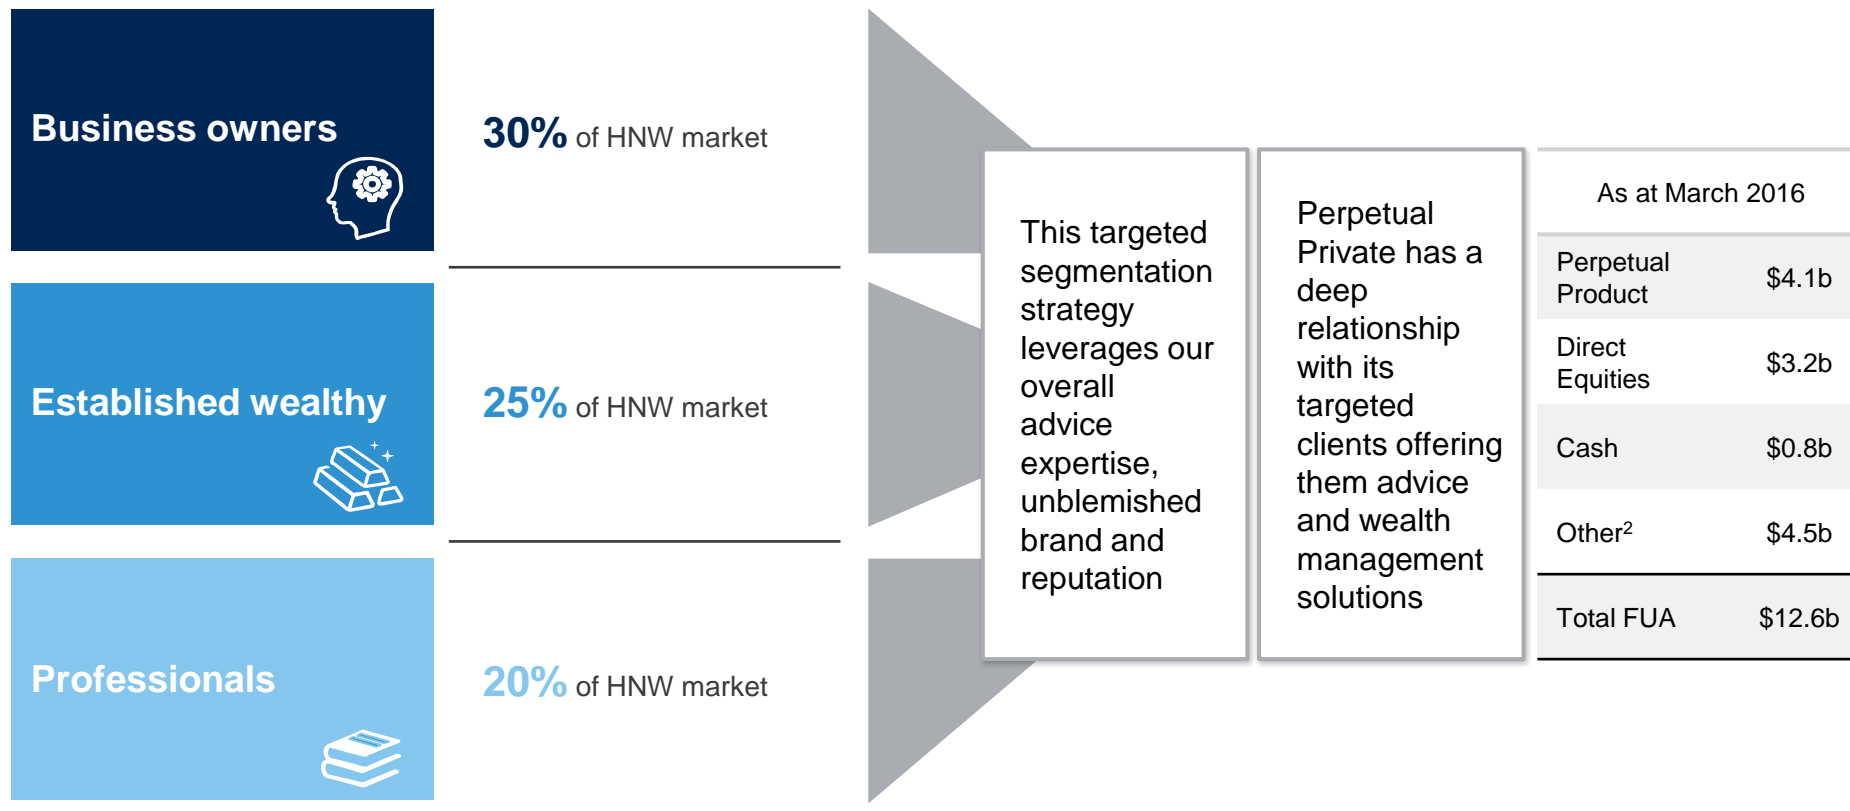 Business owners
30% of HNW market
Established wealthy
25% of HNW market
Professionals
20% of HNW market
This targeted
segmentation
strategy
leverages our
overall
advice
expertise,
unblemished
brand and
reputation
Perpetual
Private has a
deep
relationship
with its
targeted
clients offering
them advice
and wealth
management
solutions
As at March 2016
Perpetual
Product $4.1b
Direct
Equities $3.2b
Cash $0.8b
Other² $4.5b
Total FUA $12.6b